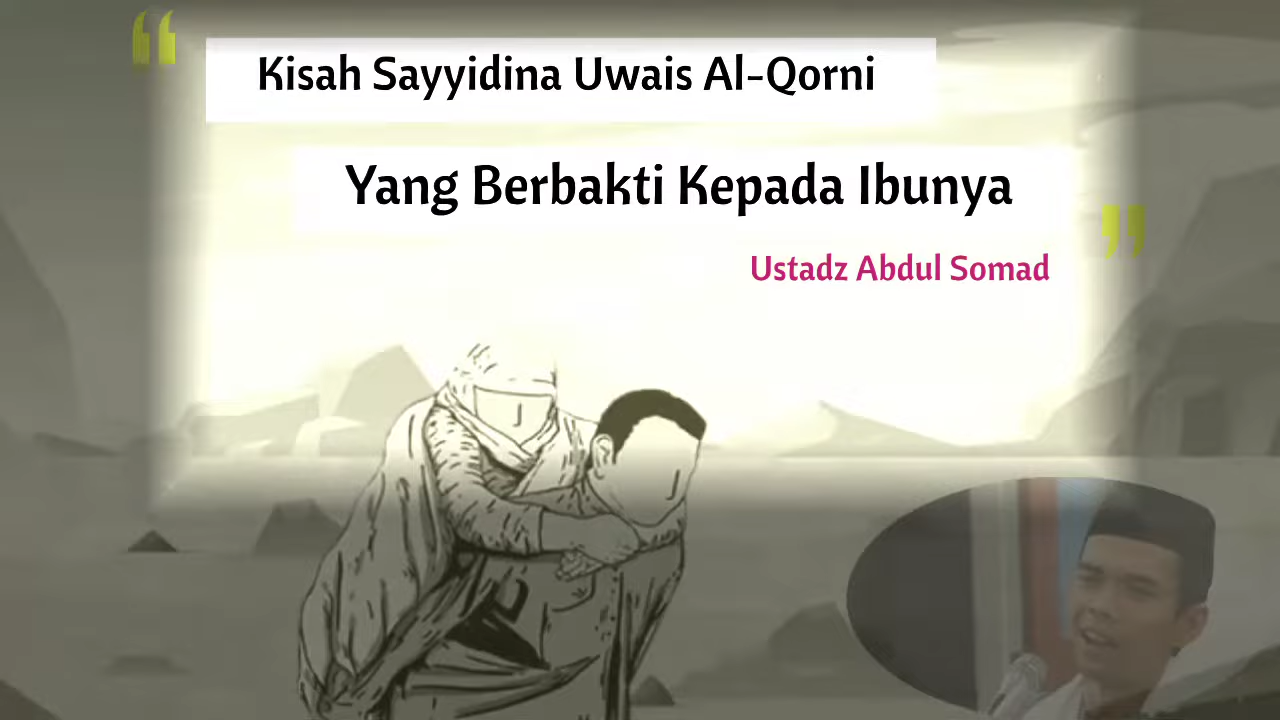 Kisah Sayyidina Uwais Al-Qorni
Yang Berbakti Kepada Ibunya
Ustadz Abdul Somad